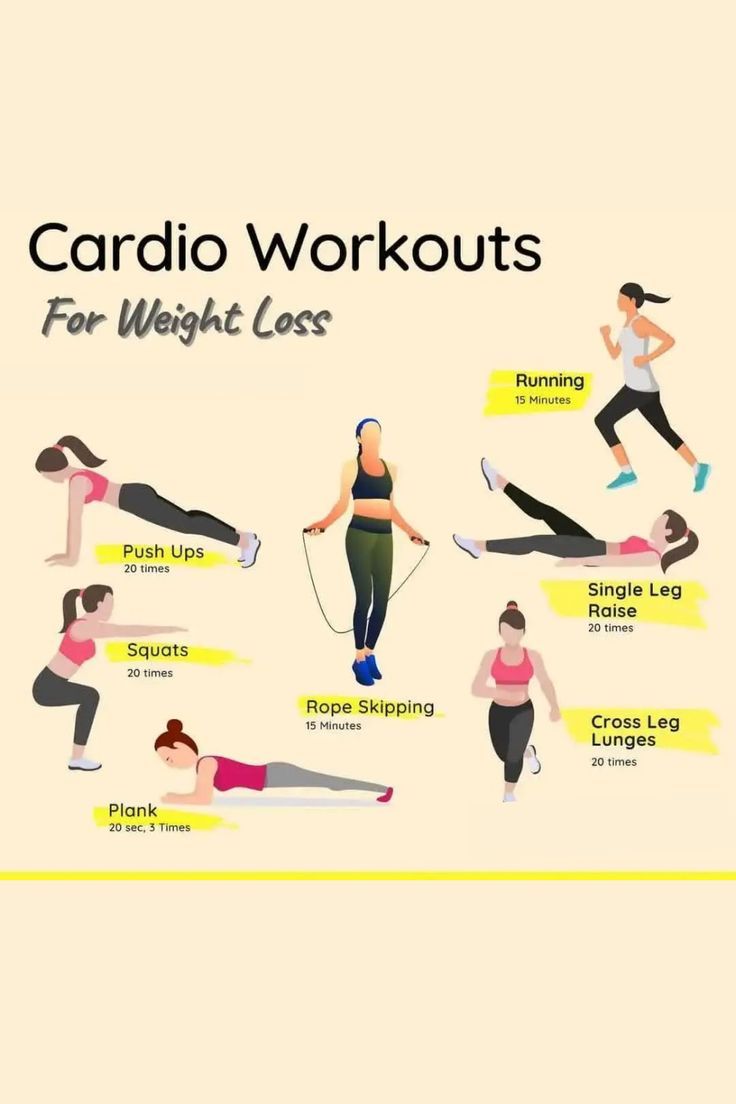 Cardio Workouts
For Weight Loss
Running
15 Minutes
Push Ups
20 times
Single Leg
Raise
20 times
Squats
20 times
Rope Skipping
15 Minutes
Cross Leg
Lunges
20 times
Plank
20 sec, 3 Times